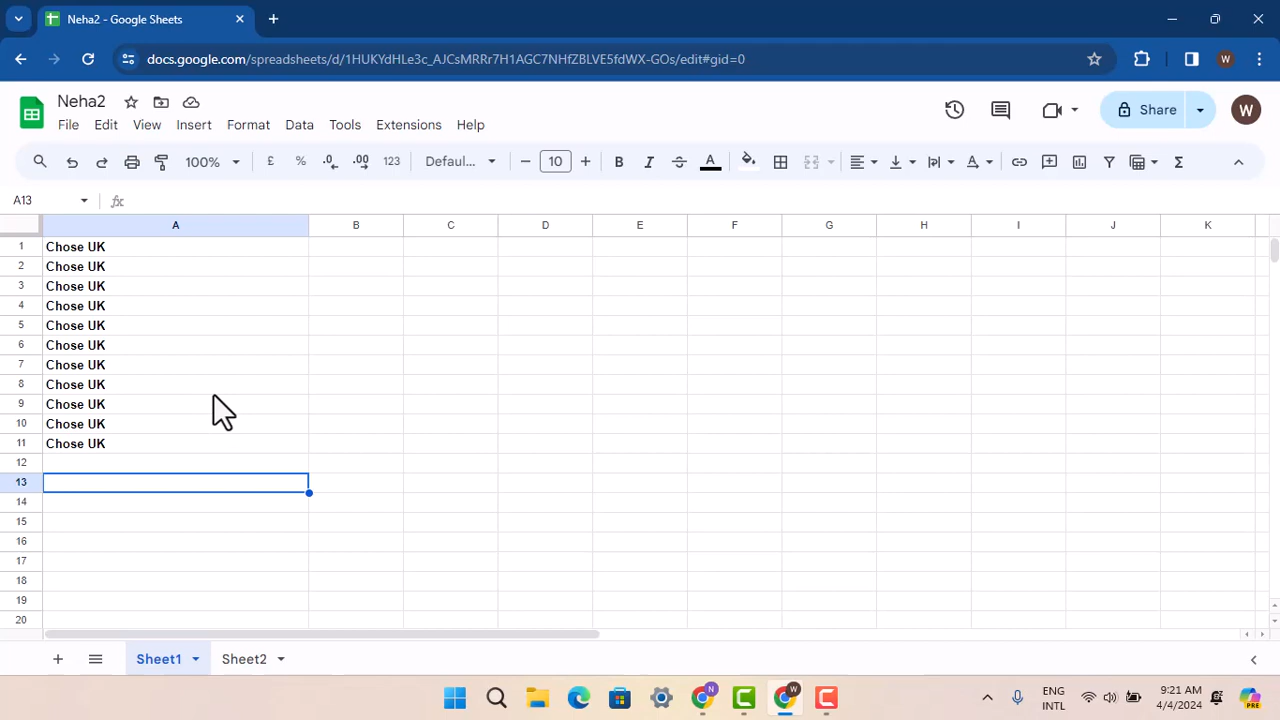 Neha2 - Google Sheets
docs.google.com/spreadsheets/d/1HUKYdHLe3c_AJCsMRRr7H1AGC7NHfZBLVE5fdWX-GOs/edit#gid=0
W
Neha2
File Edit View Insert Format Data Tools Extensions Help
Share
W
100% £ % .0 .00 123 Defaul... 10 B I S A Σ
A13 fx
A B C D E F G H I J K
1 Chose UK
2 Chose UK
3 Chose UK
4 Chose UK
5 Chose UK
6 Chose UK
7 Chose UK
8 Chose UK
9 Chose UK
10 Chose UK
11 Chose UK
12
13
14
15
16
17
18
19
20
Sheet1 Sheet2
N W ENG 9:21 AM
INTL 4/4/2024 PRE